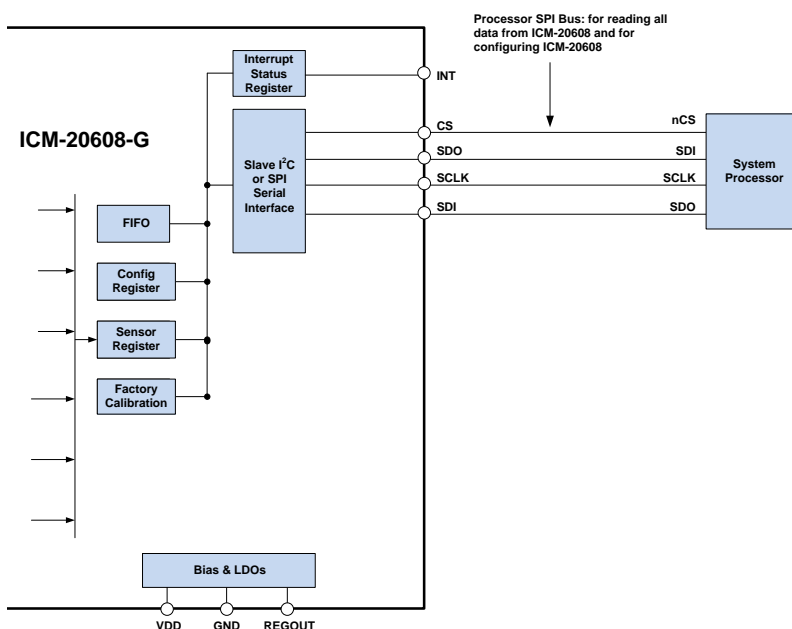 Processor SPI Bus: for reading all
data from ICM-20608 and for
configuring ICM-20608
Interrupt
Status
Register
INT
ICM-20608-G
CS
nCS
Slave I²C
or SPI
Serial
Interface
SDO
SDI
System
Processor
SCLK
SCLK
SDI
SDO
FIFO
Config
Register
Sensor
Register
Factory
Calibration
Bias & LDOs
VDD
GND
REGOUT